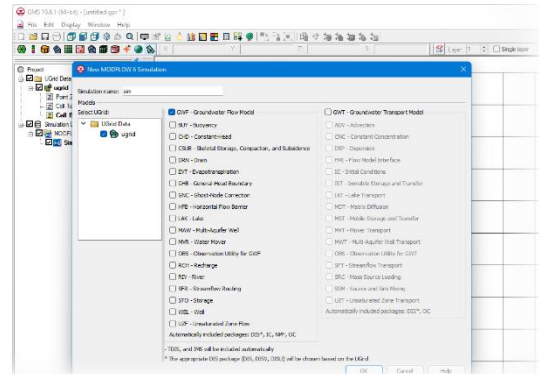 GMS 10.8.1 (64-bit) - [untitled.gpr *]
File Edit Display Window Help
X: Y: Z: S: Layer: 1 Single layer
Project
UGrid Data
ugrid
Point Z
Cell To
Cell B
Simulation
MODFL
Sim
New MODFLOW 6 Simulation
Simulation name: sim
Models
Select UGrid:
UGrid Data
ugrid
GWF - Groundwater Flow Model
BUY - Buoyancy
CHD - Constant-Head
CSUB - Skeletal Storage, Compaction, and Subsidence
DRN - Drain
EVT - Evapotranspiration
GHB - General-Head Boundary
GNC - Ghost-Node Correction
HFB - Horizontal Flow Barrier
LAK - Lake
MAW - Multi-Aquifer Well
MVR - Water Mover
OBS - Observation Utility for GWF
RCH - Recharge
RIV - River
SFR - Streamflow Routing
STO - Storage
WEL - Well
UZF - Unsaturated Zone Flow
Automatically included packages: DIS*, IC, NPF, OC
GWT - Groundwater Transport Model
ADV - Advection
CNC - Constant Concentration
DSP - Dispersion
FMI - Flow Model Interface
IC - Initial Conditions
IST - Immobile Storage and Transfer
LKT - Lake Transport
MDT - Matrix Diffusion
MST - Mobile Storage and Transfer
MVT - Mover Transport
MWT - Multi-Aquifer Well Transport
OBS - Observation Utility for GWT
SFT - Streamflow Transport
SRC - Mass Source Loading
SSM - Source and Sink Mixing
UZT - Unsaturated Zone Transport
Automatically included packages: DIS*, OC
- TDIS, and IMS will be included automatically
* The appropriate DIS package (DIS, DISV, DISU) will be chosen based on the UGrid
OK Cancel Help